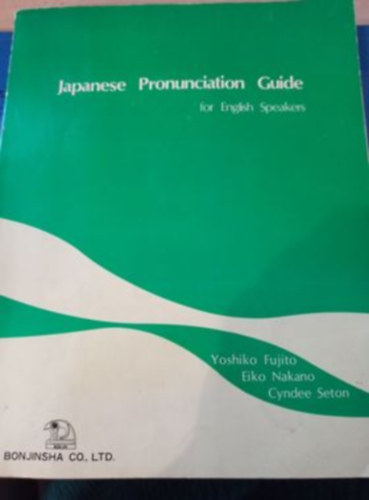 Japanese Pronunciation Guide
for English Speakers
Yoshiko Fujito
Eiko Nakano
Cyndee Seton
BONJINSHA CO., LTD.